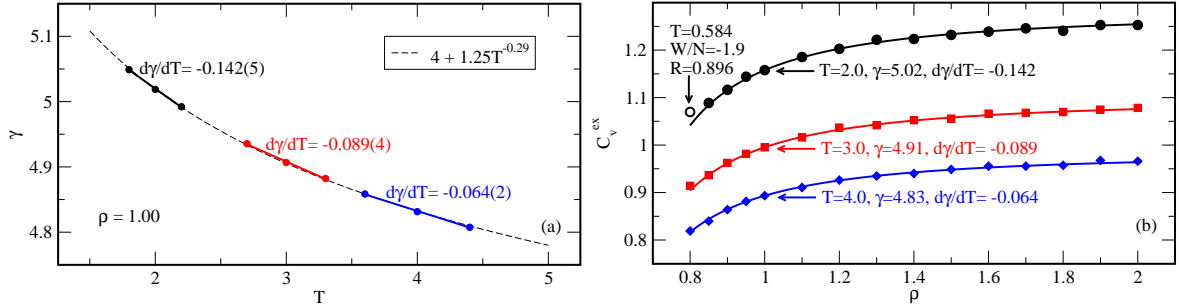 5.1
5
4.9
4.8
γ
2
3
4
5
T
4 + 1.25T^-0.29
dγ/dT= -0.142(5)
dγ/dT= -0.089(4)
dγ/dT= -0.064(2)
ρ = 1.00
(a)
1.2
1.1
1
0.9
0.8
C_v^ex
T=0.584
W/N=-1.9
R=0.896
T=2.0, γ=5.02, dγ/dT= -0.142
T=3.0, γ=4.91, dγ/dT= -0.089
T=4.0, γ=4.83, dγ/dT= -0.064
(b)
0.8
1
1.2
1.4
1.6
1.8
2
ρ